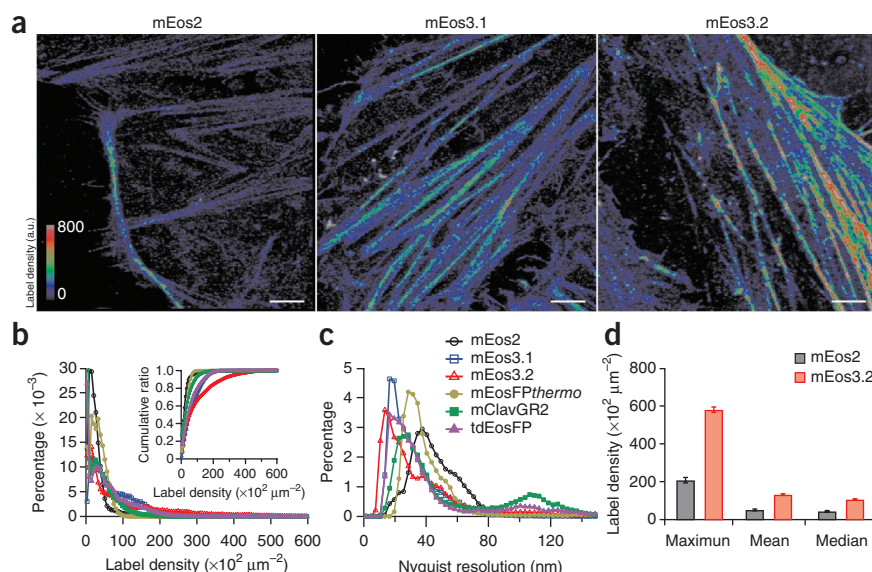 a
mEos2
mEos3.1
mEos3.2
Label density (a.u.)
800
0
b
Percentage (× 10⁻³)
30
25
20
15
10
5
0
0
100
200
300
400
500
600
Label density (×10² μm⁻²)
Cumulative ratio
1.0
0.8
0.6
0.4
0.2
0
0
200
400
600
Label density (×10² μm⁻²)
c
Percentage
5
4
3
2
1
0
0
40
80
120
Nyquist resolution (nm)
mEos2
mEos3.1
mEos3.2
mEosFPthermo
mClavGR2
tdEosFP
d
Label density (×10² μm⁻²)
800
600
400
200
0
Maximun
Mean
Median
mEos2
mEos3.2